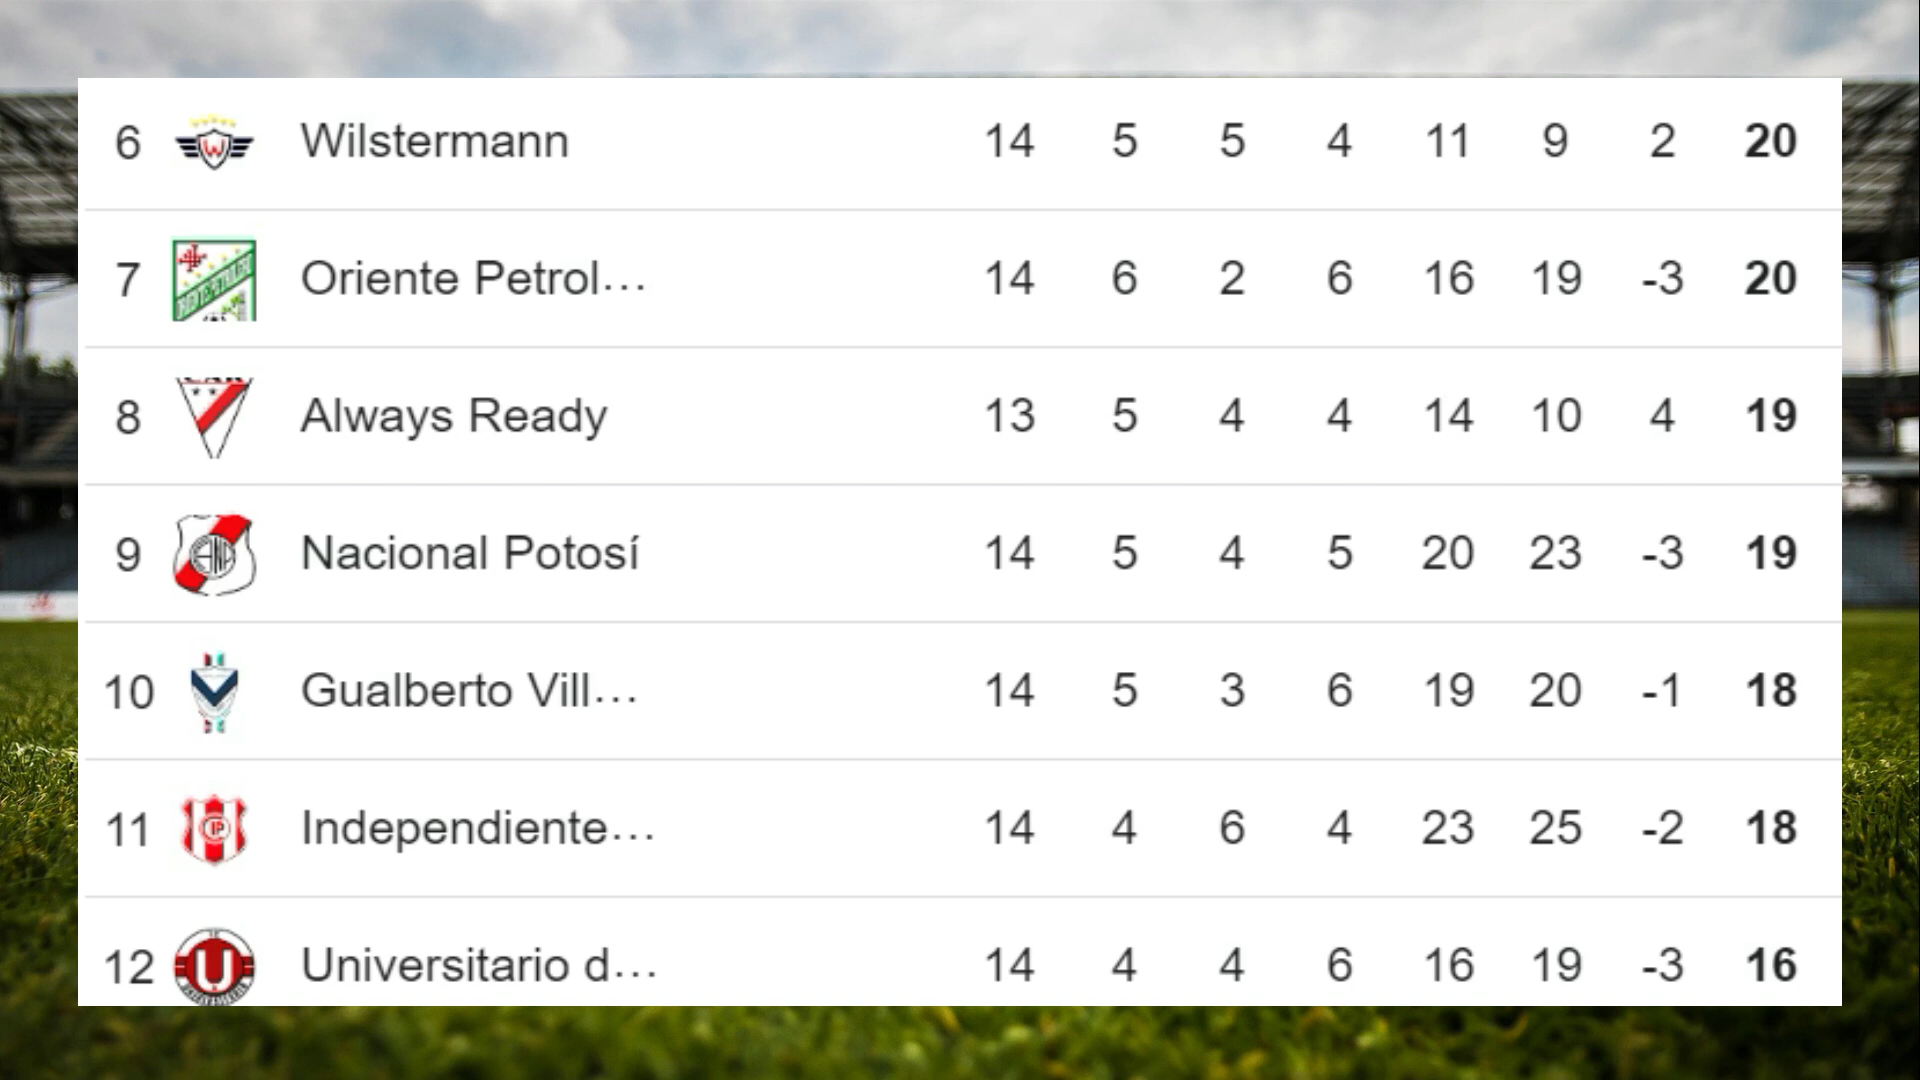 6 Wilstermann 14 5 5 4 11 9 2 20
7 Oriente Petrol... 14 6 2 6 16 19 -3 20
8 Always Ready 13 5 4 4 14 10 4 19
9 Nacional Potosí 14 5 4 5 20 23 -3 19
10 Gualberto Vill... 14 5 3 6 19 20 -1 18
11 Independiente... 14 4 6 4 23 25 -2 18
12 Universitario d... 14 4 4 6 16 19 -3 16